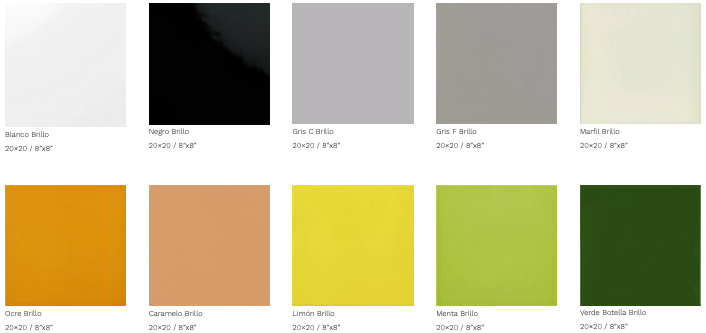 Blanco Brillo
20×20 / 8"x8"
Negro Brillo
20×20 / 8"x8"
Gris C Brillo
20×20 / 8"x8"
Gris F Brillo
20×20 / 8"x8"
Marfil Brillo
20×20 / 8"x8"
Ocre Brillo
20×20 / 8"x8"
Caramelo Brillo
20×20 / 8"x8"
Limón Brillo
20×20 / 8"x8"
Menta Brillo
20×20 / 8"x8"
Verde Botella Brillo
20×20 / 8"x8"